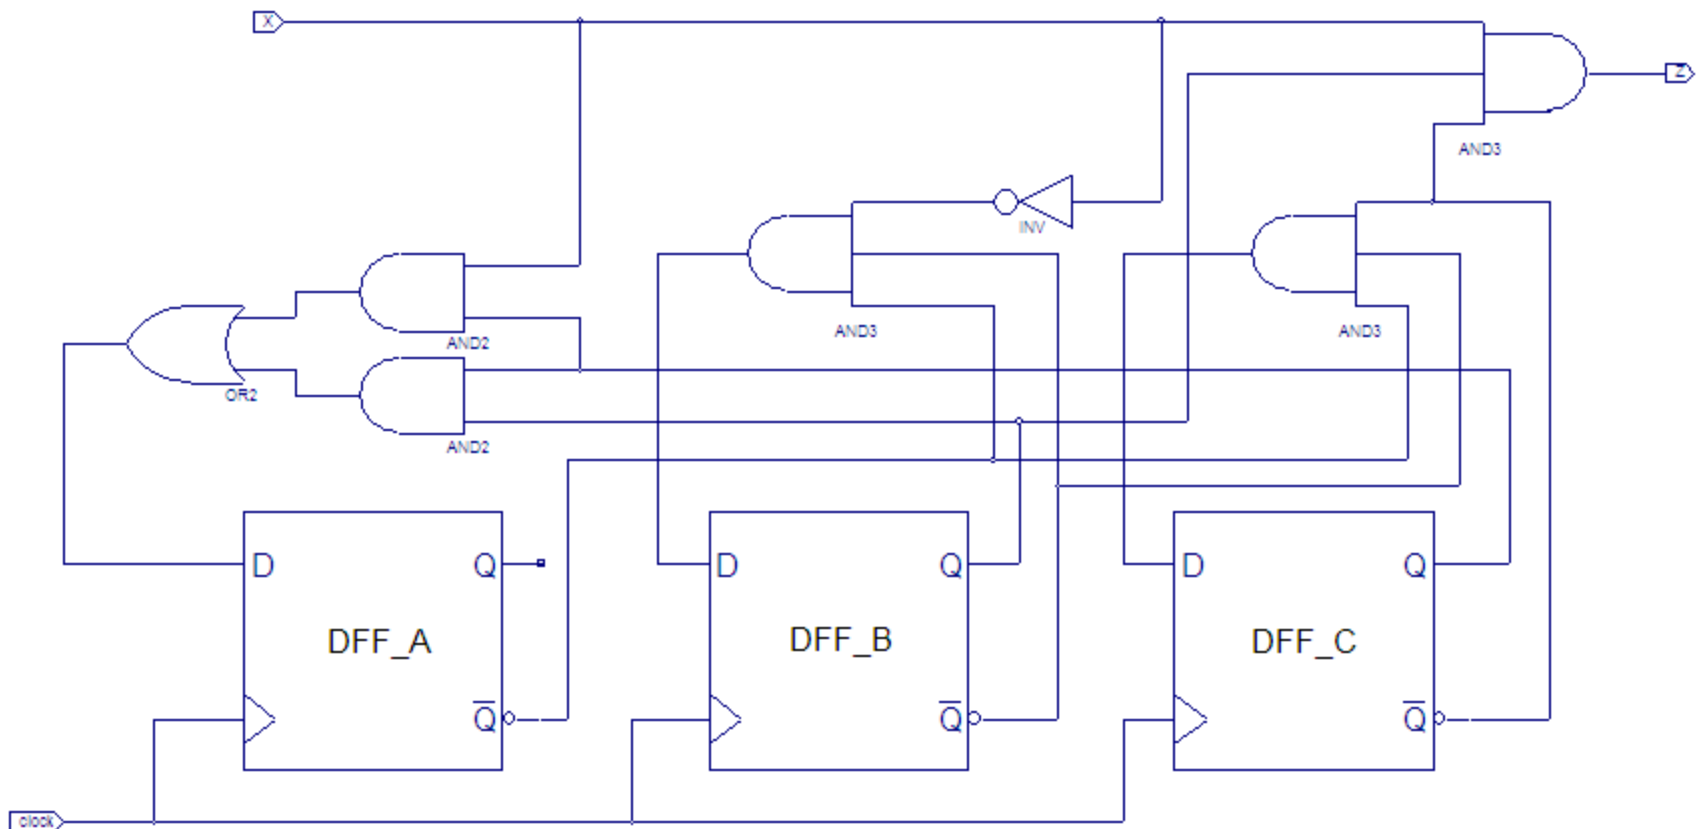 X
Z
AND3
INV
AND3
AND3
AND2
OR2
AND2
D Q
DFF_A
Q̅
D Q
DFF_B
Q̅
D Q
DFF_C
Q̅
clock